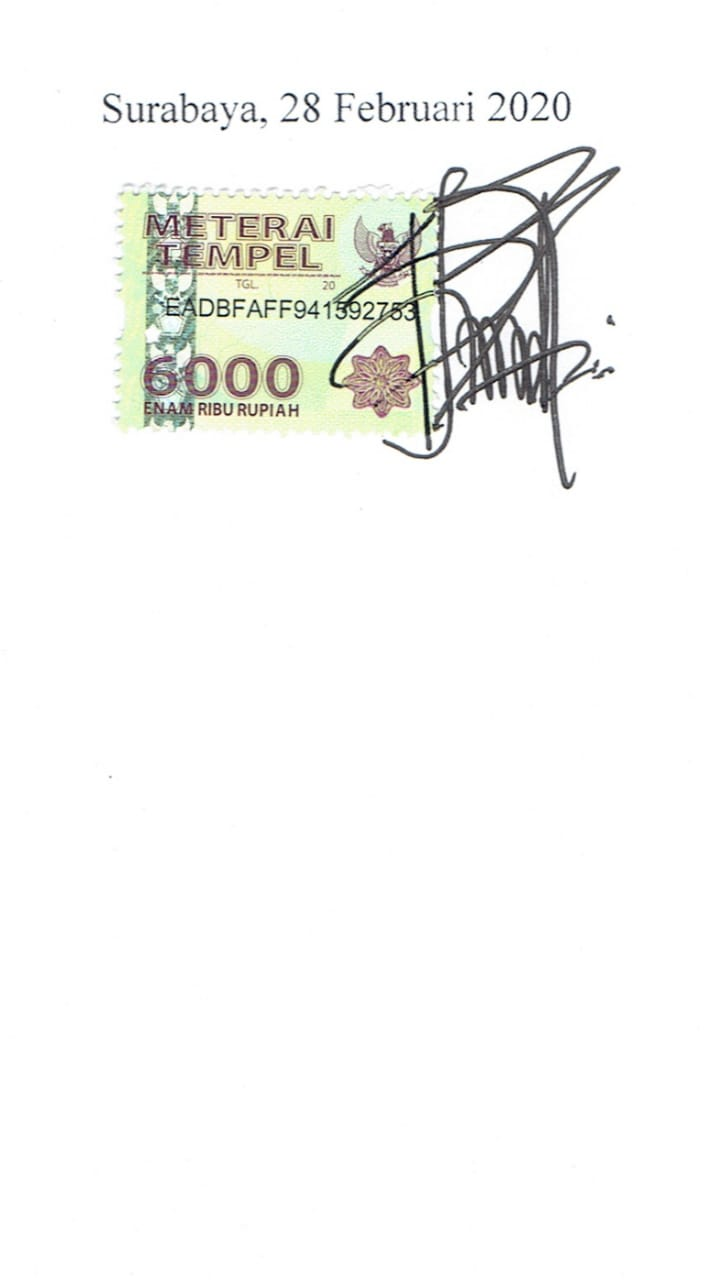 Surabaya, 28 Februari 2020
METERAI
TEMPEL
TGL. 20
EADBFAFF941592753
6000
ENAM RIBU RUPIAH